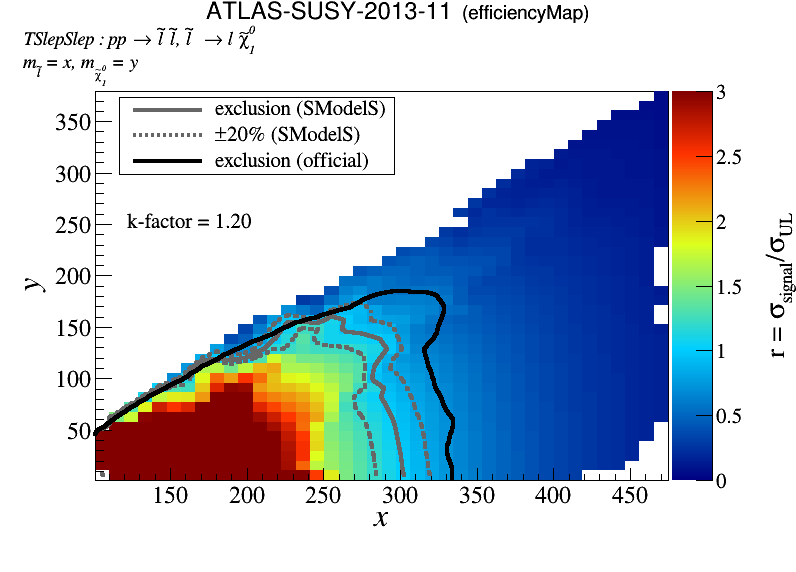 ATLAS-SUSY-2013-11 (efficiencyMap)
TSlepSlep : pp → l̃ l̃, l̃ → l χ̃⁰₁
m_l̃ = x, m_χ̃⁰₁ = y
exclusion (SModelS)
±20% (SModelS)
exclusion (official)
k-factor = 1.20
350
300
250
200
150
100
50
y
150 200 250 300 350 400 450
x
3
2.5
2
1.5
1
0.5
0
r = σ_signal/σ_UL